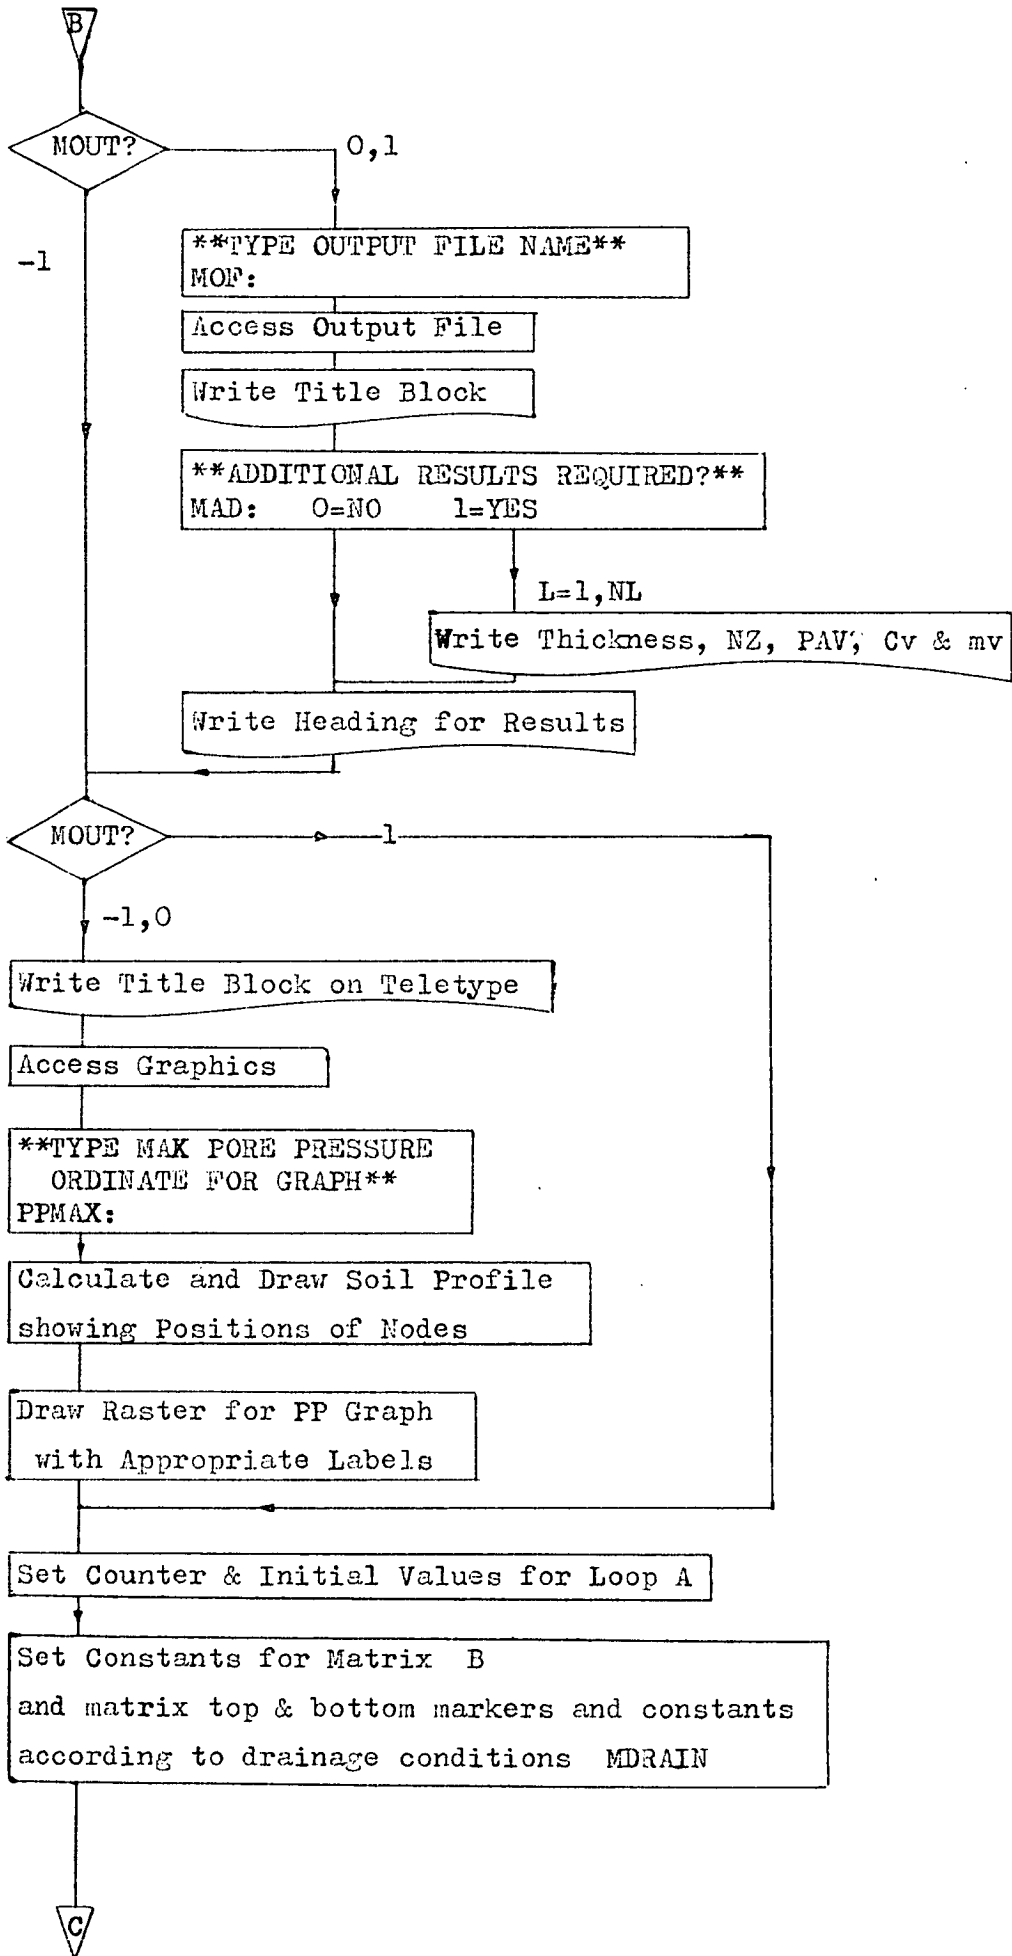 B
MOUT?
0,1
-1
**TYPE OUTPUT FILE NAME**
MOF:
Access Output File
Write Title Block
**ADDITIONAL RESULTS REQUIRED?**
MAD: 0=NO 1=YES
L=1,NL
Write Thickness, NZ, PAV, Cv & mv
Write Heading for Results
MOUT?
1
-1,0
Write Title Block on Teletype
Access Graphics
**TYPE MAX PORE PRESSURE
ORDINATE FOR GRAPH**
PPMAX:
Calculate and Draw Soil Profile
showing Positions of Nodes
Draw Raster for PP Graph
with Appropriate Labels
Set Counter & Initial Values for Loop A
Set Constants for Matrix B
and matrix top & bottom markers and constants
according to drainage conditions MDRAIN
C